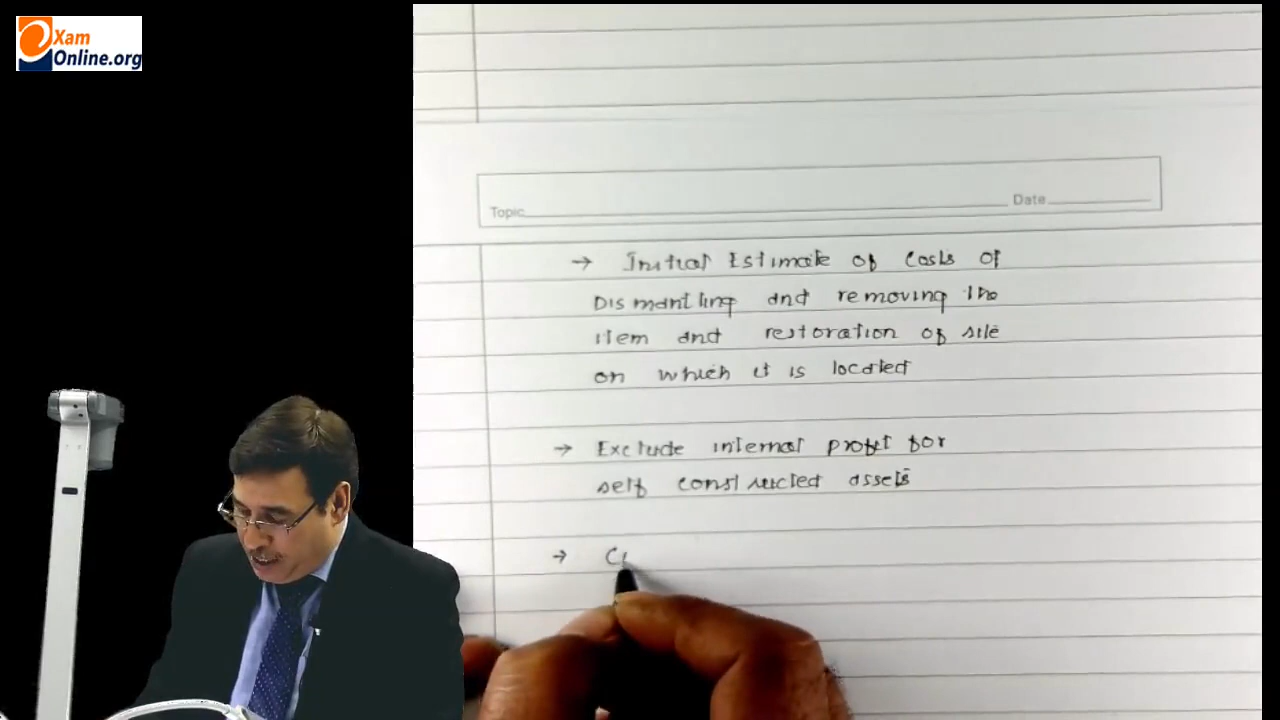 eXam
Online.org
Topic
Date
→ Initial Estimate of Costs of
Dismantling and removing the
item and restoration of site
on which it is located
→ Exclude internal profit for
self constructed assets
→ C